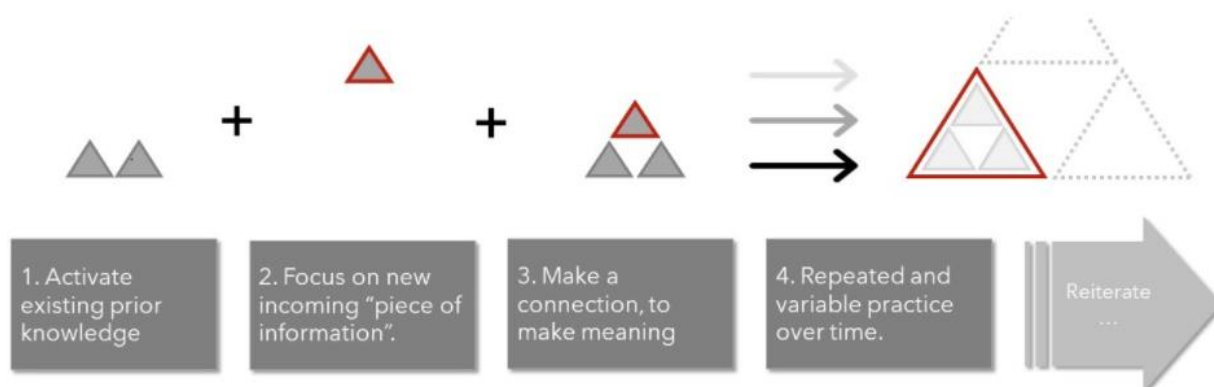 1. Activate
existing prior
knowledge
2. Focus on new
incoming “piece of
information”.
3. Make a
connection, to
make meaning
4. Repeated and
variable practice
over time.
Reiterate
...